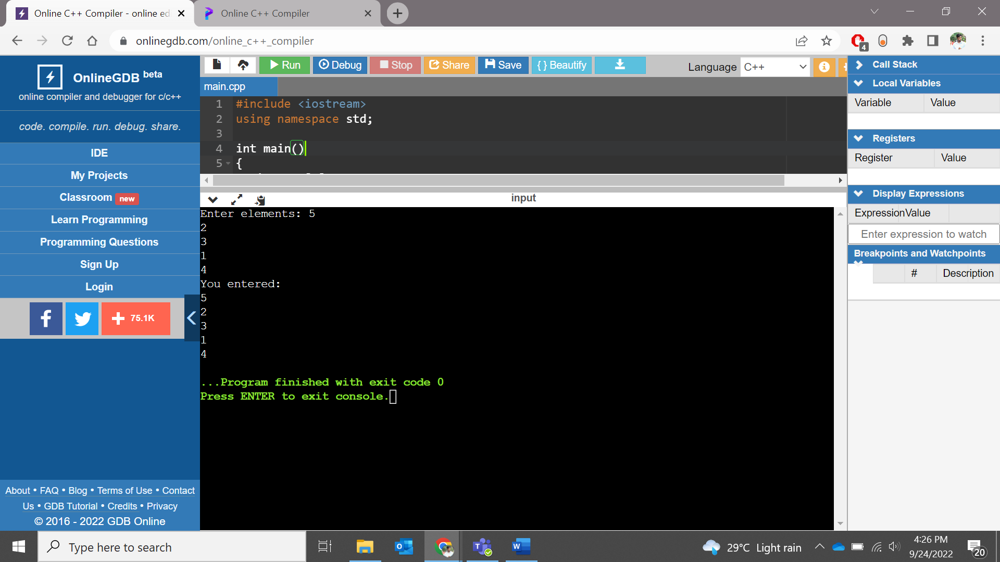 Online C++ Compiler - online ed
Online C++ Compiler
onlinegdb.com/online_c++_compiler
4
OnlineGDB beta
online compiler and debugger for c/c++
code. compile. run. debug. share.
IDE
My Projects
Classroom new
Learn Programming
Programming Questions
Sign Up
Login
75.1K
About • FAQ • Blog • Terms of Use • Contact
Us • GDB Tutorial • Credits • Privacy
© 2016 - 2022 GDB Online
Run
Debug
Stop
Share
Save
{ } Beautify
Language C++
main.cpp
1 #include <iostream>
2 using namespace std;
3
4 int main()
5 {
input
Enter elements: 5
2
3
1
4
You entered:
5
2
3
1
4
...Program finished with exit code 0
Press ENTER to exit console.
Call Stack
Local Variables
Variable Value
Registers
Register Value
Display Expressions
Expression Value
Enter expression to watch
Breakpoints and Watchpoints
# Description
Type here to search
29°C Light rain
4:26 PM
9/24/2022
20